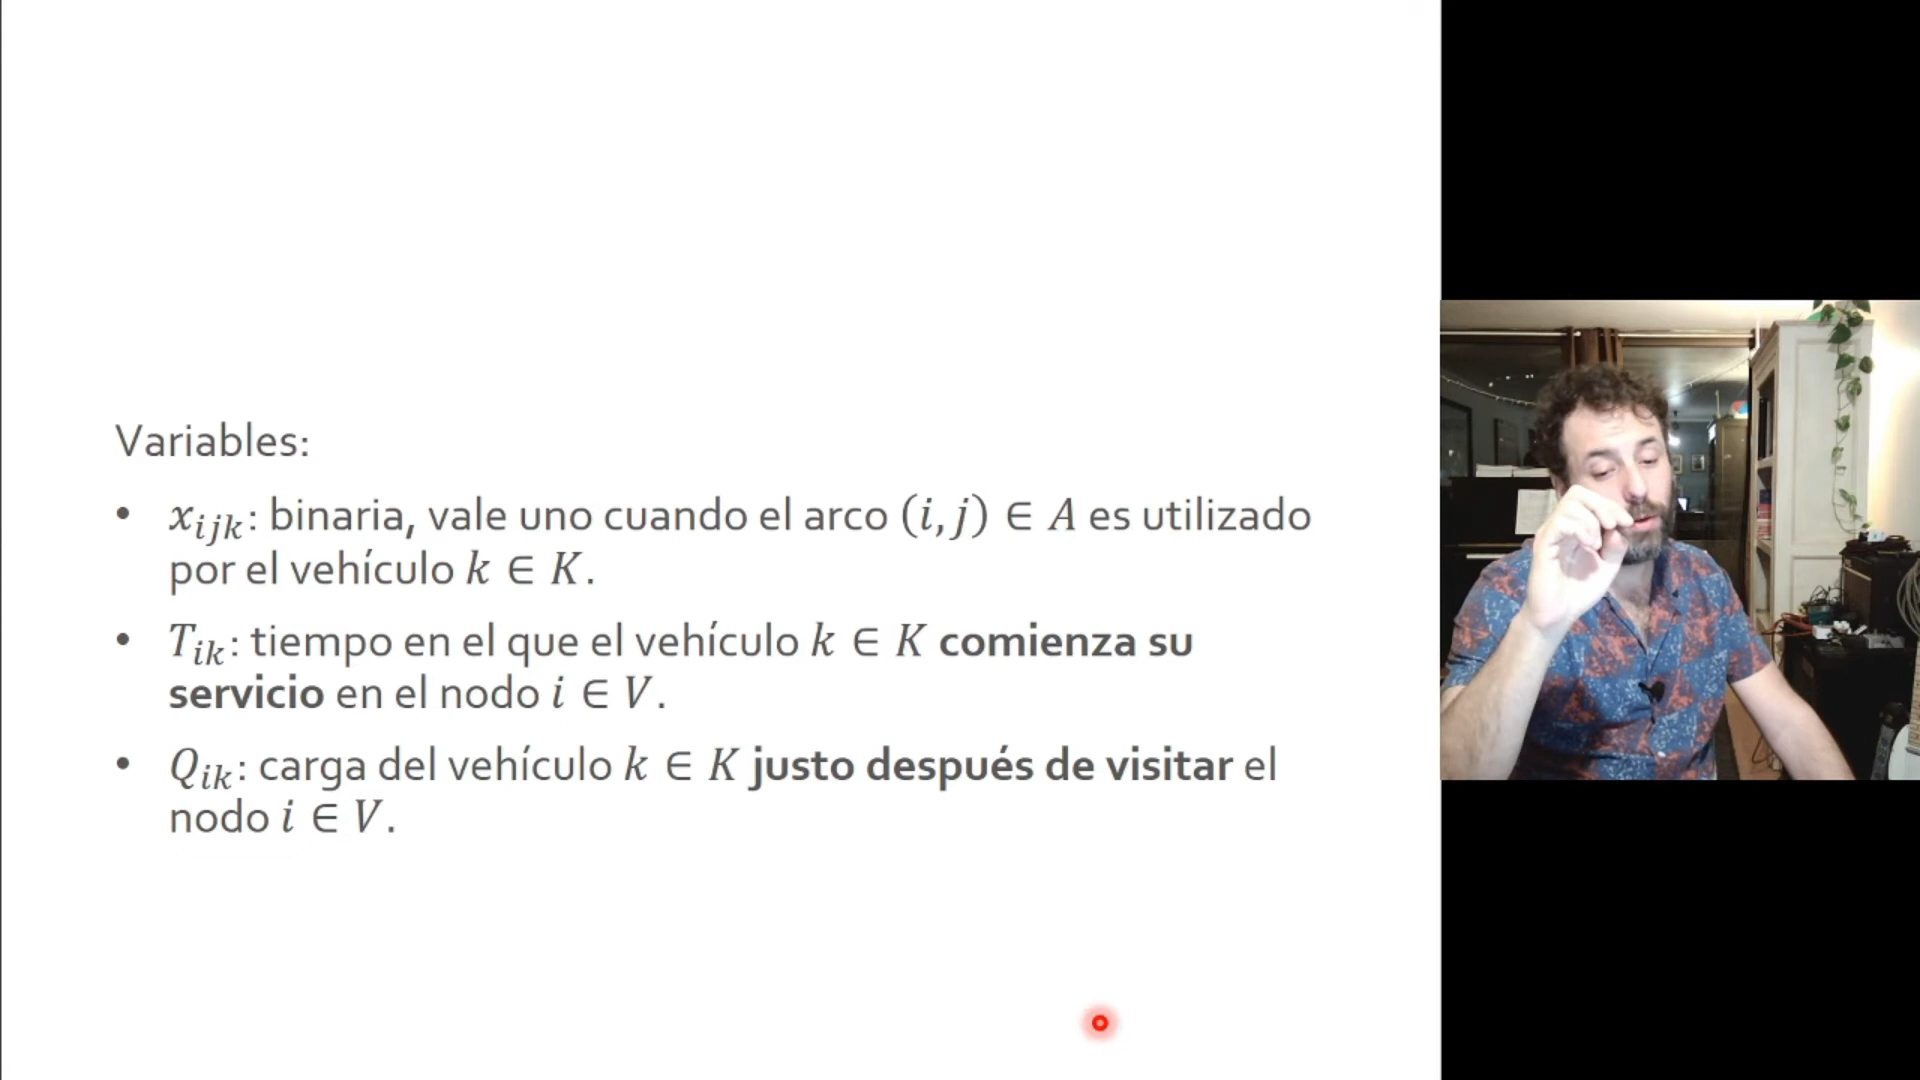 Variables:
• x_{ijk}: binaria, vale uno cuando el arco (i, j) ∈ A es utilizado
por el vehículo k ∈ K.
• T_{ik}: tiempo en el que el vehículo k ∈ K comienza su
servicio en el nodo i ∈ V.
• Q_{ik}: carga del vehículo k ∈ K justo después de visitar el
nodo i ∈ V.